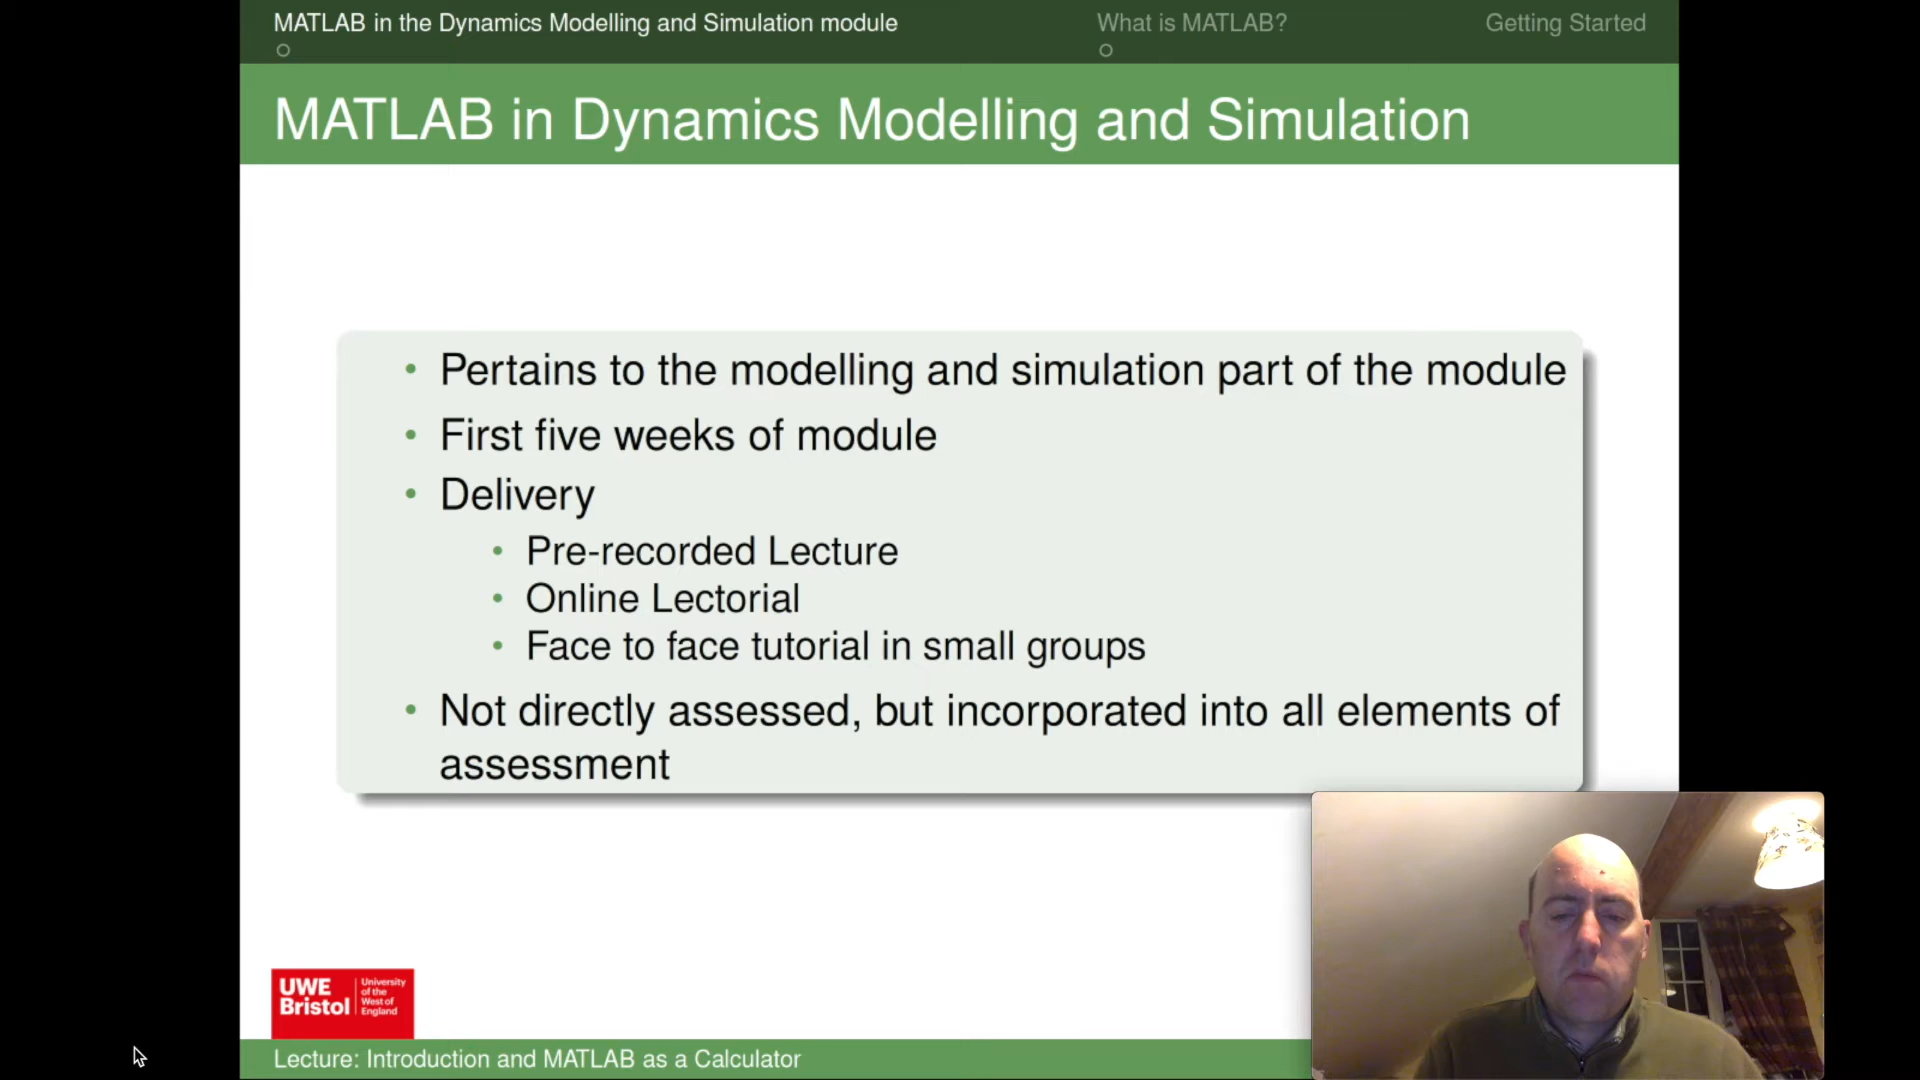 MATLAB in the Dynamics Modelling and Simulation module
What is MATLAB?
Getting Started
MATLAB in Dynamics Modelling and Simulation
• Pertains to the modelling and simulation part of the module
• First five weeks of module
• Delivery
• Pre-recorded Lecture
• Online Lectorial
• Face to face tutorial in small groups
• Not directly assessed, but incorporated into all elements of
assessment
UWE
Bristol
University
of the
West of
England
Lecture: Introduction and MATLAB as a Calculator